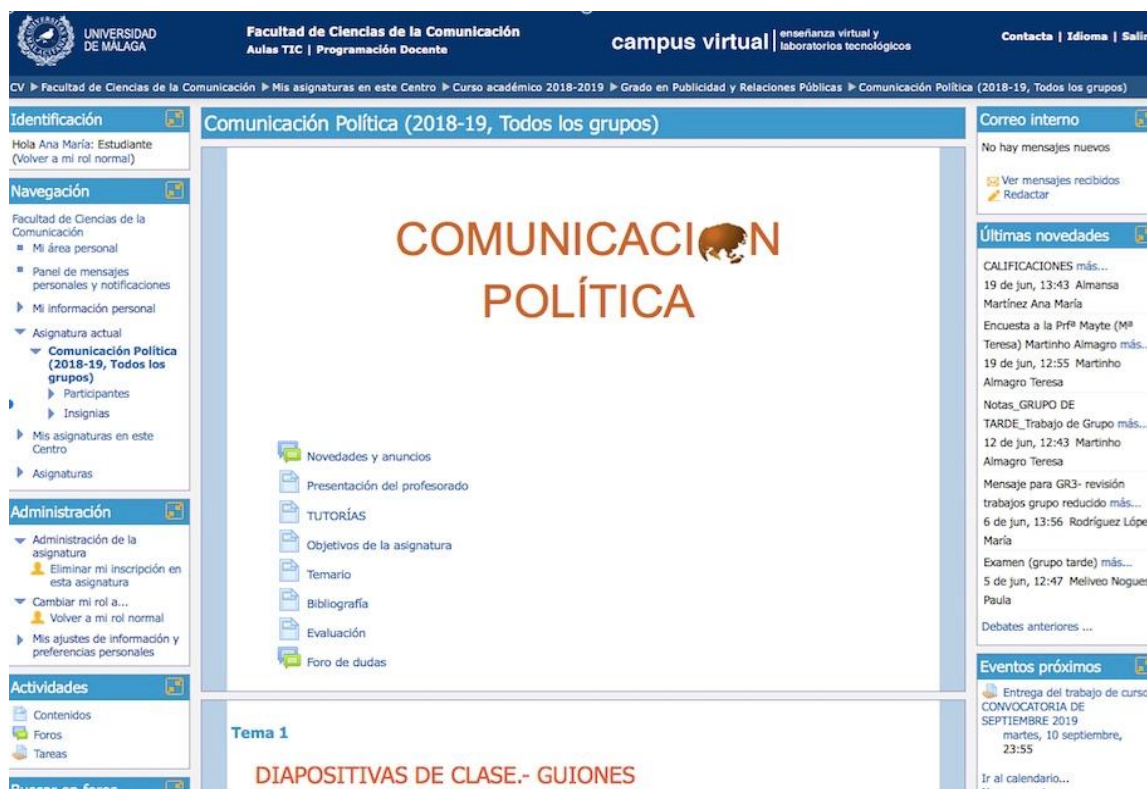 UNIVERSIDAD
DE MÁLAGA
Facultad de Ciencias de la Comunicación
Aulas TIC | Programación Docente
campus virtual | enseñanza virtual y
laboratorios tecnológicos
Contacta | Idioma | Salir
CV ▶ Facultad de Ciencias de la Comunicación ▶ Mis asignaturas en este Centro ▶ Curso académico 2018-2019 ▶ Grado en Publicidad y Relaciones Públicas ▶ Comunicación Política (2018-19, Todos los grupos)
Identificación
Hola Ana María: Estudiante
(Volver a mi rol normal)
Navegación
Facultad de Ciencias de la
Comunicación
Mi área personal
Panel de mensajes
personales y notificaciones
Mi información personal
Asignatura actual
Comunicación Política
(2018-19, Todos los
grupos)
Participantes
Insignias
Mis asignaturas en este
Centro
Asignaturas
Administración
Administración de la
asignatura
Eliminar mi inscripción en
esta asignatura
Cambiar mi rol a...
Volver a mi rol normal
Mis ajustes de información y
preferencias personales
Actividades
Contenidos
Foros
Tareas
Buscar en foros
Comunicación Política (2018-19, Todos los grupos)
COMUNICACI N
POLÍTICA
Novedades y anuncios
Presentación del profesorado
TUTORÍAS
Objetivos de la asignatura
Temario
Bibliografía
Evaluación
Foro de dudas
Tema 1
DIAPOSITIVAS DE CLASE.- GUIONES
Correo interno
No hay mensajes nuevos
Ver mensajes recibidos
Redactar
Últimas novedades
CALIFICACIONES más...
19 de jun, 13:43 Almansa
Martínez Ana María
Encuesta a la Prfª Mayte (Mª
Teresa) Martinho Almagro más...
19 de jun, 12:55 Martinho
Almagro Teresa
Notas_GRUPO DE
TARDE_Trabajo de Grupo más...
12 de jun, 12:43 Martinho
Almagro Teresa
Mensaje para GR3- revisión
trabajos grupo reducido más...
6 de jun, 13:56 Rodríguez Lópe
María
Examen (grupo tarde) más...
5 de jun, 12:47 Meliveo Nogues
Paula
Debates anteriores ...
Eventos próximos
Entrega del trabajo de curso
CONVOCATORIA DE
SEPTIEMBRE 2019
martes, 10 septiembre,
23:55
Ir al calendario...